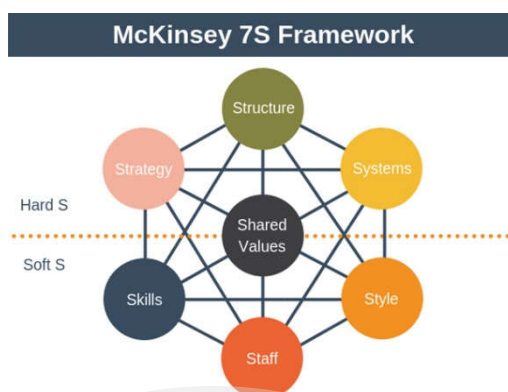 McKinsey 7S Framework
Structure
Strategy
Systems
Hard S
Shared
Values
Soft S
Skills
Style
Staff